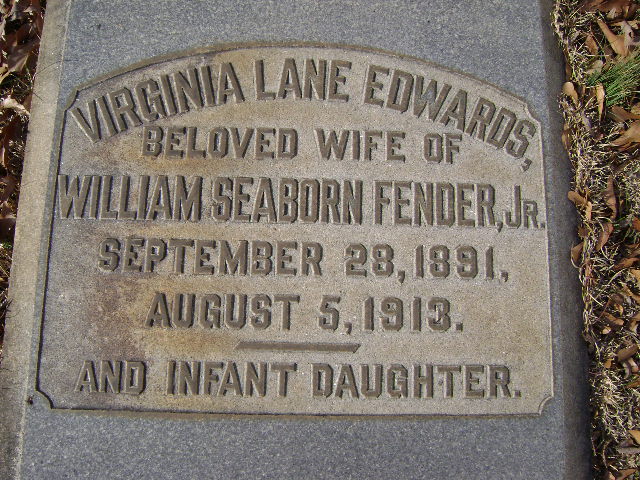 VIRGINIA LANE EDWARDS,
BELOVED WIFE OF
WILLIAM SEABORN FENDER, JR.
SEPTEMBER 28, 1891.
AUGUST 5, 1913.
AND INFANT DAUGHTER.